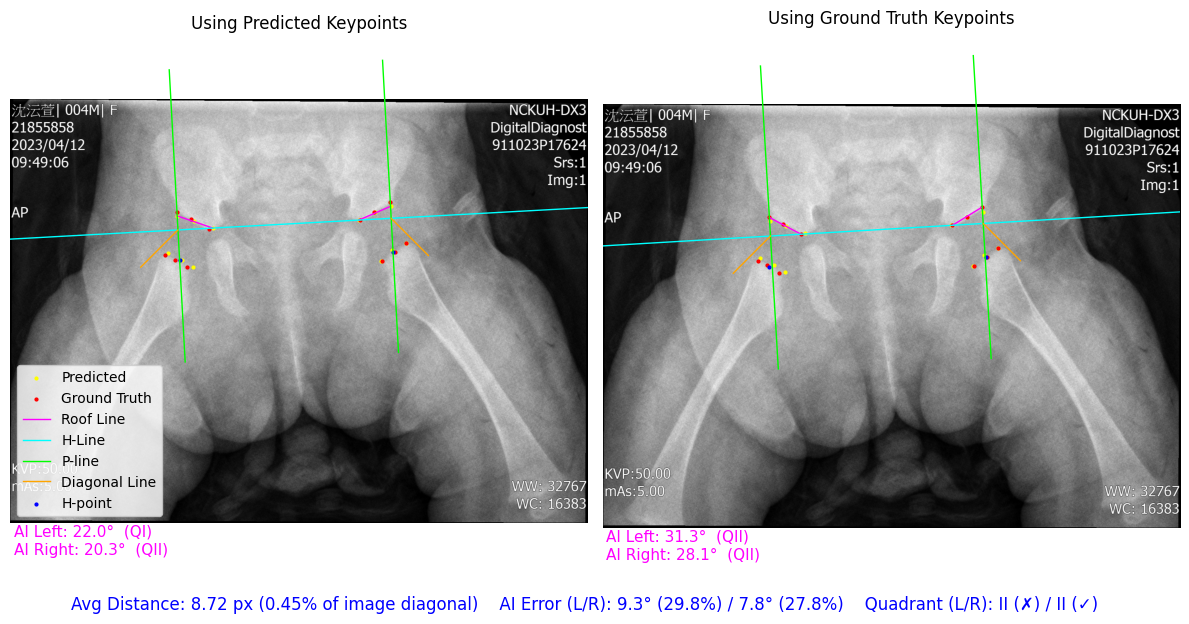 Using Predicted Keypoints
沈沄萱| 004M| F
21855858
2023/04/12
09:49:06
NCKUH-DX3
DigitalDiagnost
911023P17624
Srs:1
Img:1
AP
Predicted
Ground Truth
Roof Line
H-Line
P-line
Diagonal Line
H-point
KVP:50.00
mAs:5.00
WW: 32767
WC: 16383
AI Left: 22.0° (QI)
AI Right: 20.3° (QII)
Using Ground Truth Keypoints
沈沄萱| 004M| F
21855858
2023/04/12
09:49:06
NCKUH-DX3
DigitalDiagnost
911023P17624
Srs:1
Img:1
AP
KVP:50.00
mAs:5.00
WW: 32767
WC: 16383
AI Left: 31.3° (QII)
AI Right: 28.1° (QII)
Avg Distance: 8.72 px (0.45% of image diagonal) AI Error (L/R): 9.3° (29.8%) / 7.8° (27.8%) Quadrant (L/R): II (✗) / II (✓)